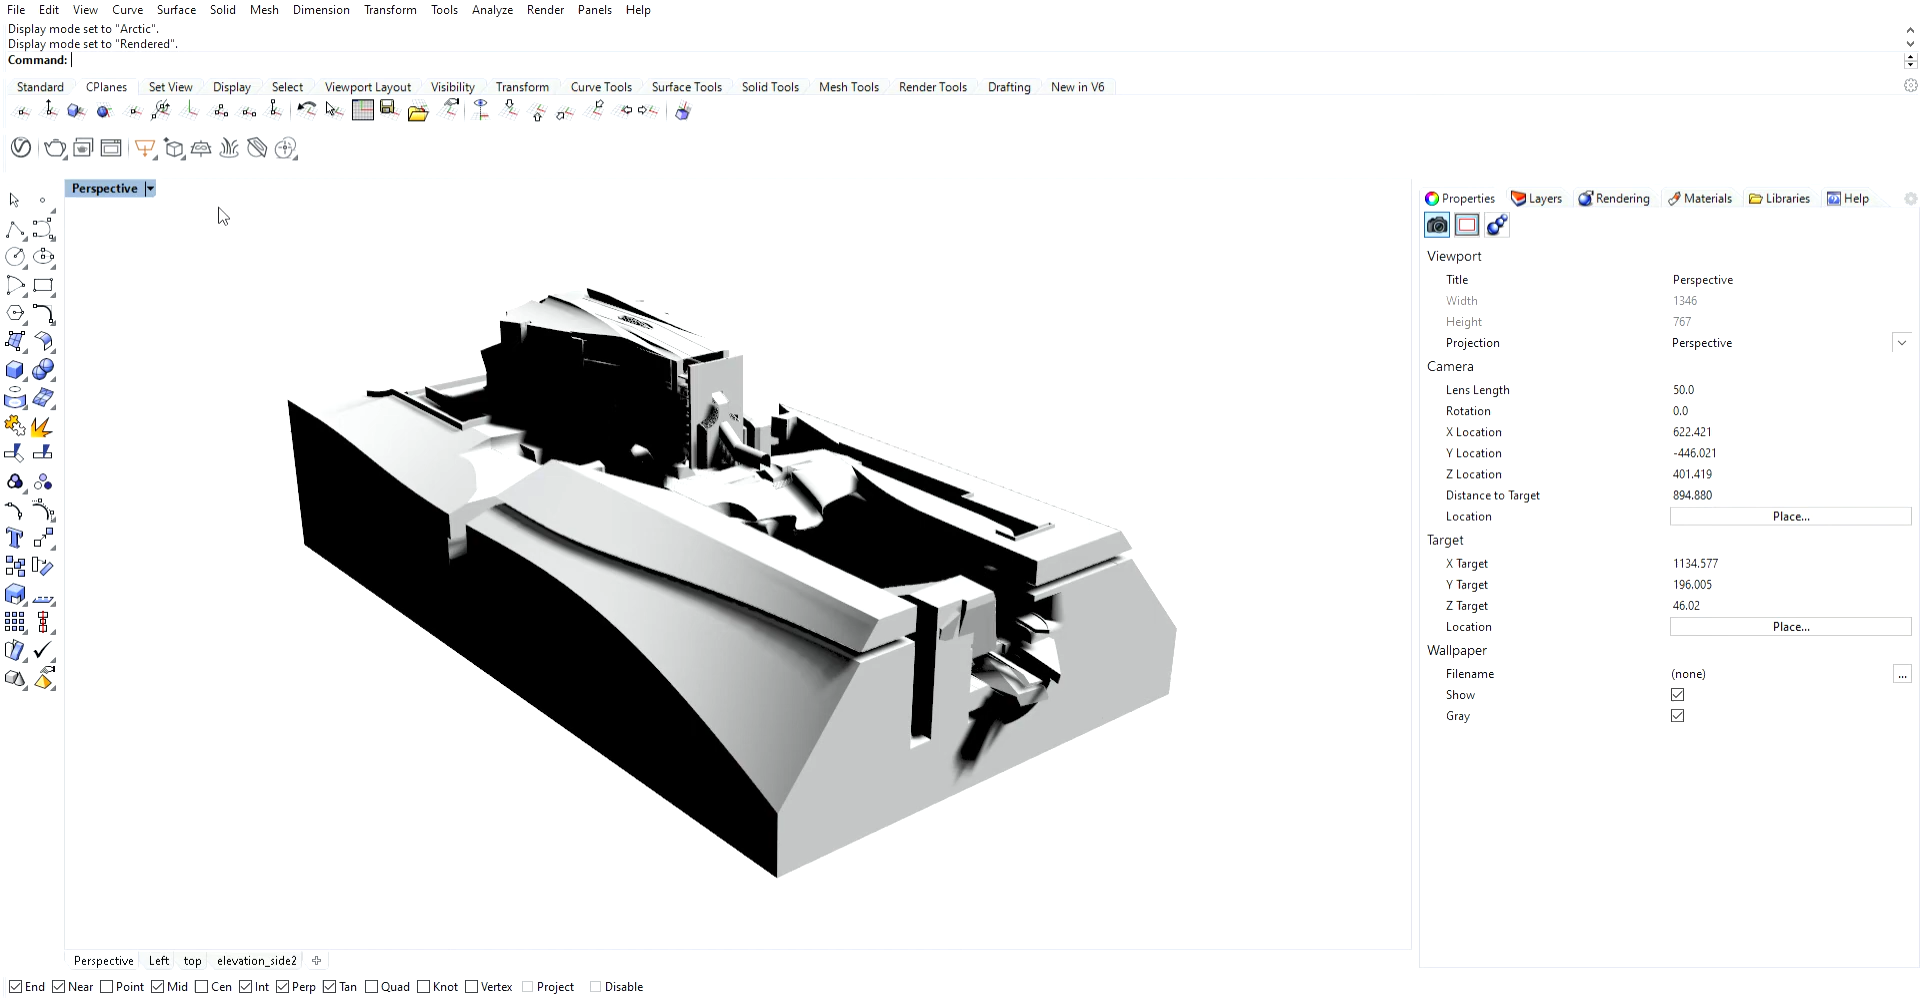 File Edit View Curve Surface Solid Mesh Dimension Transform Tools Analyze Render Panels Help
Display mode set to "Arctic".
Display mode set to "Rendered".
Command:
Standard CPlanes Set View Display Select Viewport Layout Visibility Transform Curve Tools Surface Tools Solid Tools Mesh Tools Render Tools Drafting New in V6
Perspective
Properties Layers Rendering Materials Libraries Help
Viewport
Title Perspective
Width 1346
Height 767
Projection Perspective
Camera
Lens Length 50.0
Rotation 0.0
X Location 622.421
Y Location -446.021
Z Location 401.419
Distance to Target 894.880
Location Place...
Target
X Target 1134.577
Y Target 196.005
Z Target 46.02
Location Place...
Wallpaper
Filename (none) ...
Show
Gray
Perspective Left top elevation_side2
End Near Point Mid Cen Int Perp Tan Quad Knot Vertex Project Disable